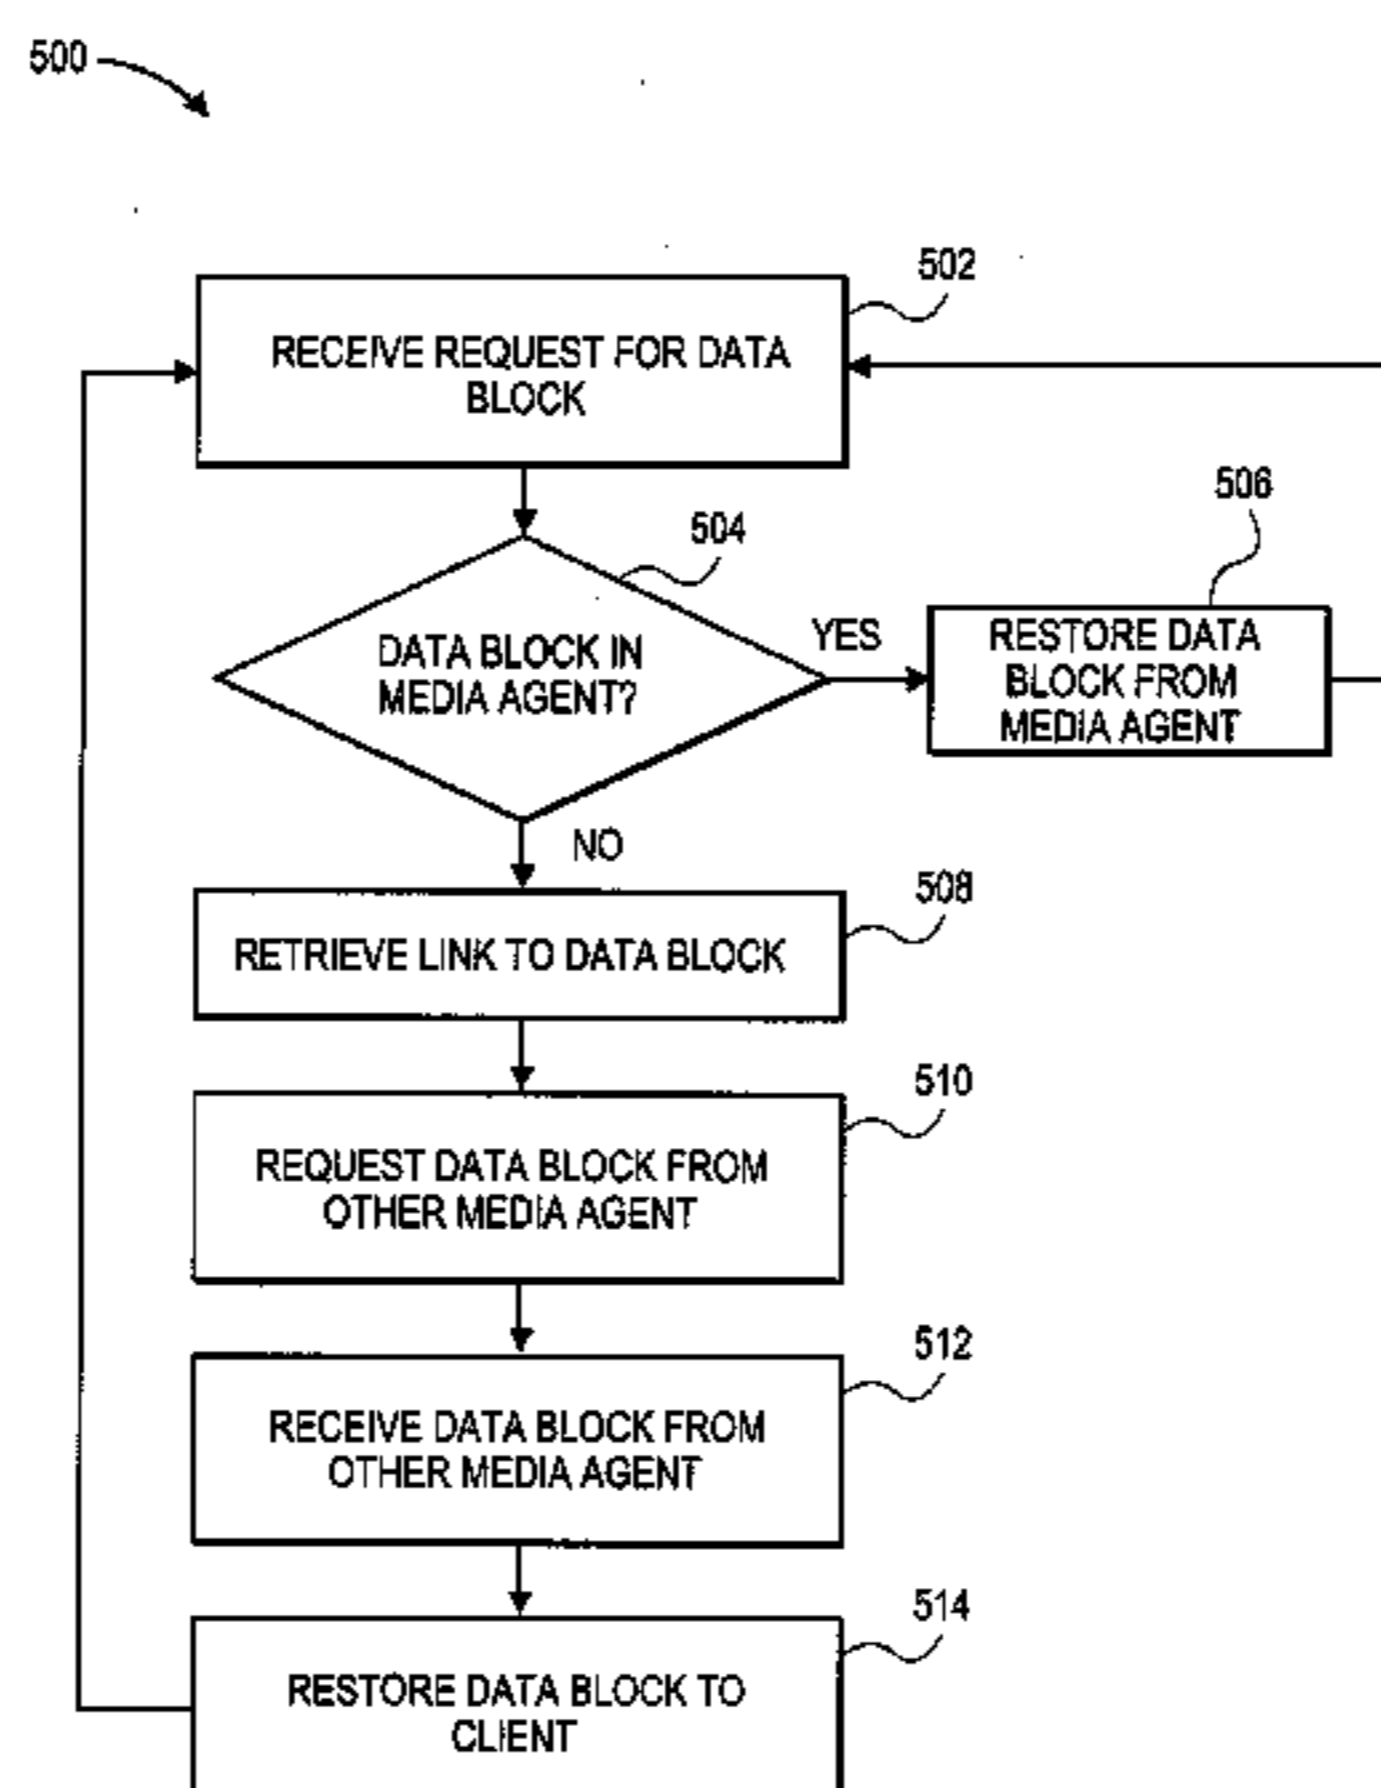 500
502
RECEIVE REQUEST FOR DATA
BLOCK
504
506
DATA BLOCK IN
MEDIA AGENT?
YES
RESTORE DATA
BLOCK FROM
MEDIA AGENT
NO
508
RETRIEVE LINK TO DATA BLOCK
510
REQUEST DATA BLOCK FROM
OTHER MEDIA AGENT
512
RECEIVE DATA BLOCK FROM
OTHER MEDIA AGENT
514
RESTORE DATA BLOCK TO
CLIENT